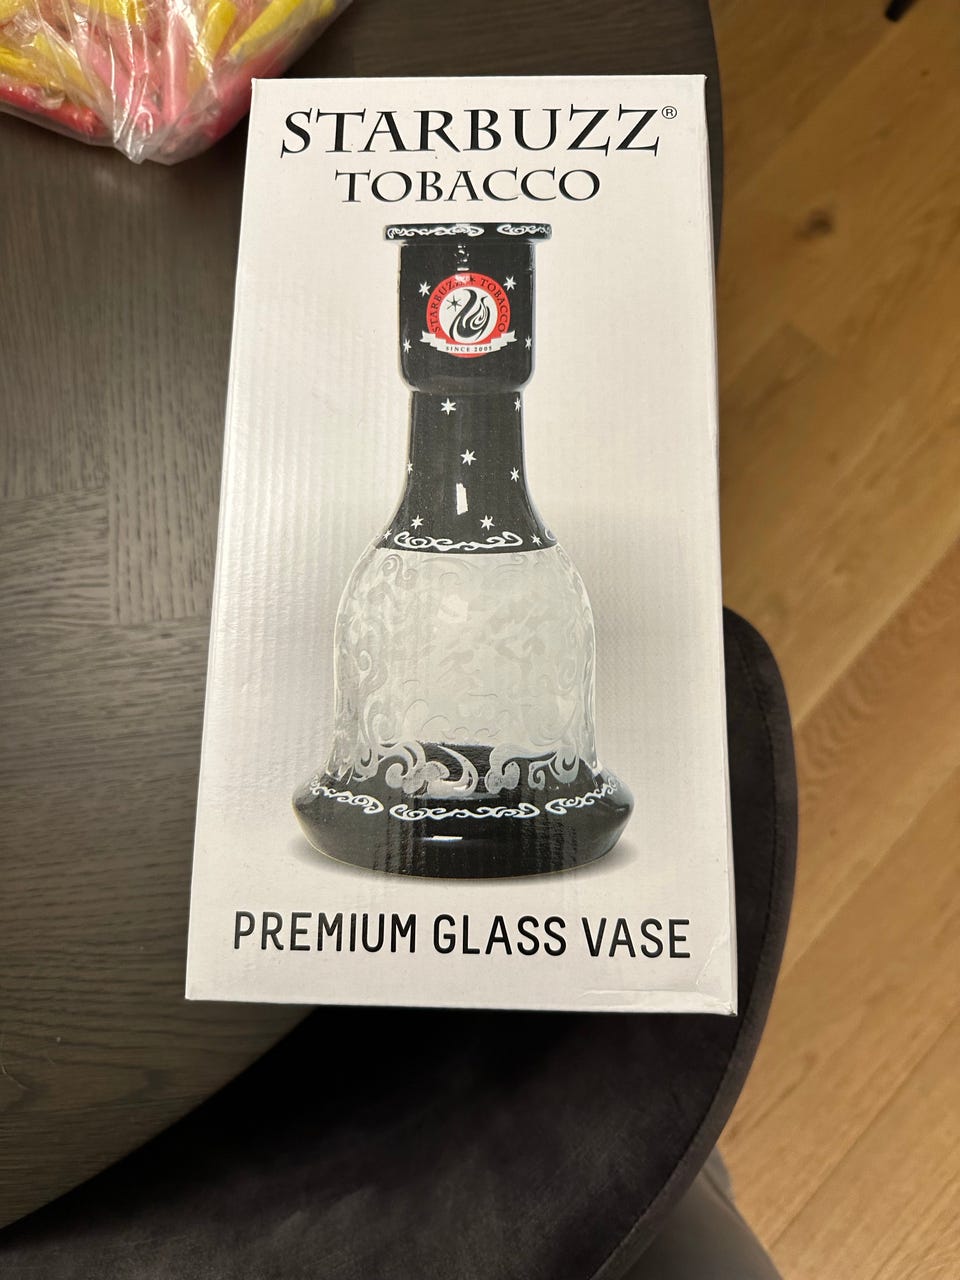 STARBUZZ®
TOBACCO
STARBUZZ TOBACCO
SINCE 2005
PREMIUM GLASS VASE